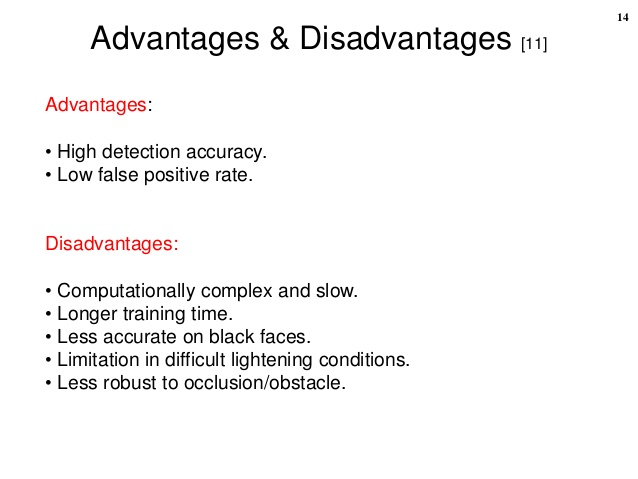 14
Advantages & Disadvantages [11]
Advantages:
• High detection accuracy.
• Low false positive rate.
Disadvantages:
• Computationally complex and slow.
• Longer training time.
• Less accurate on black faces.
• Limitation in difficult lightening conditions.
• Less robust to occlusion/obstacle.